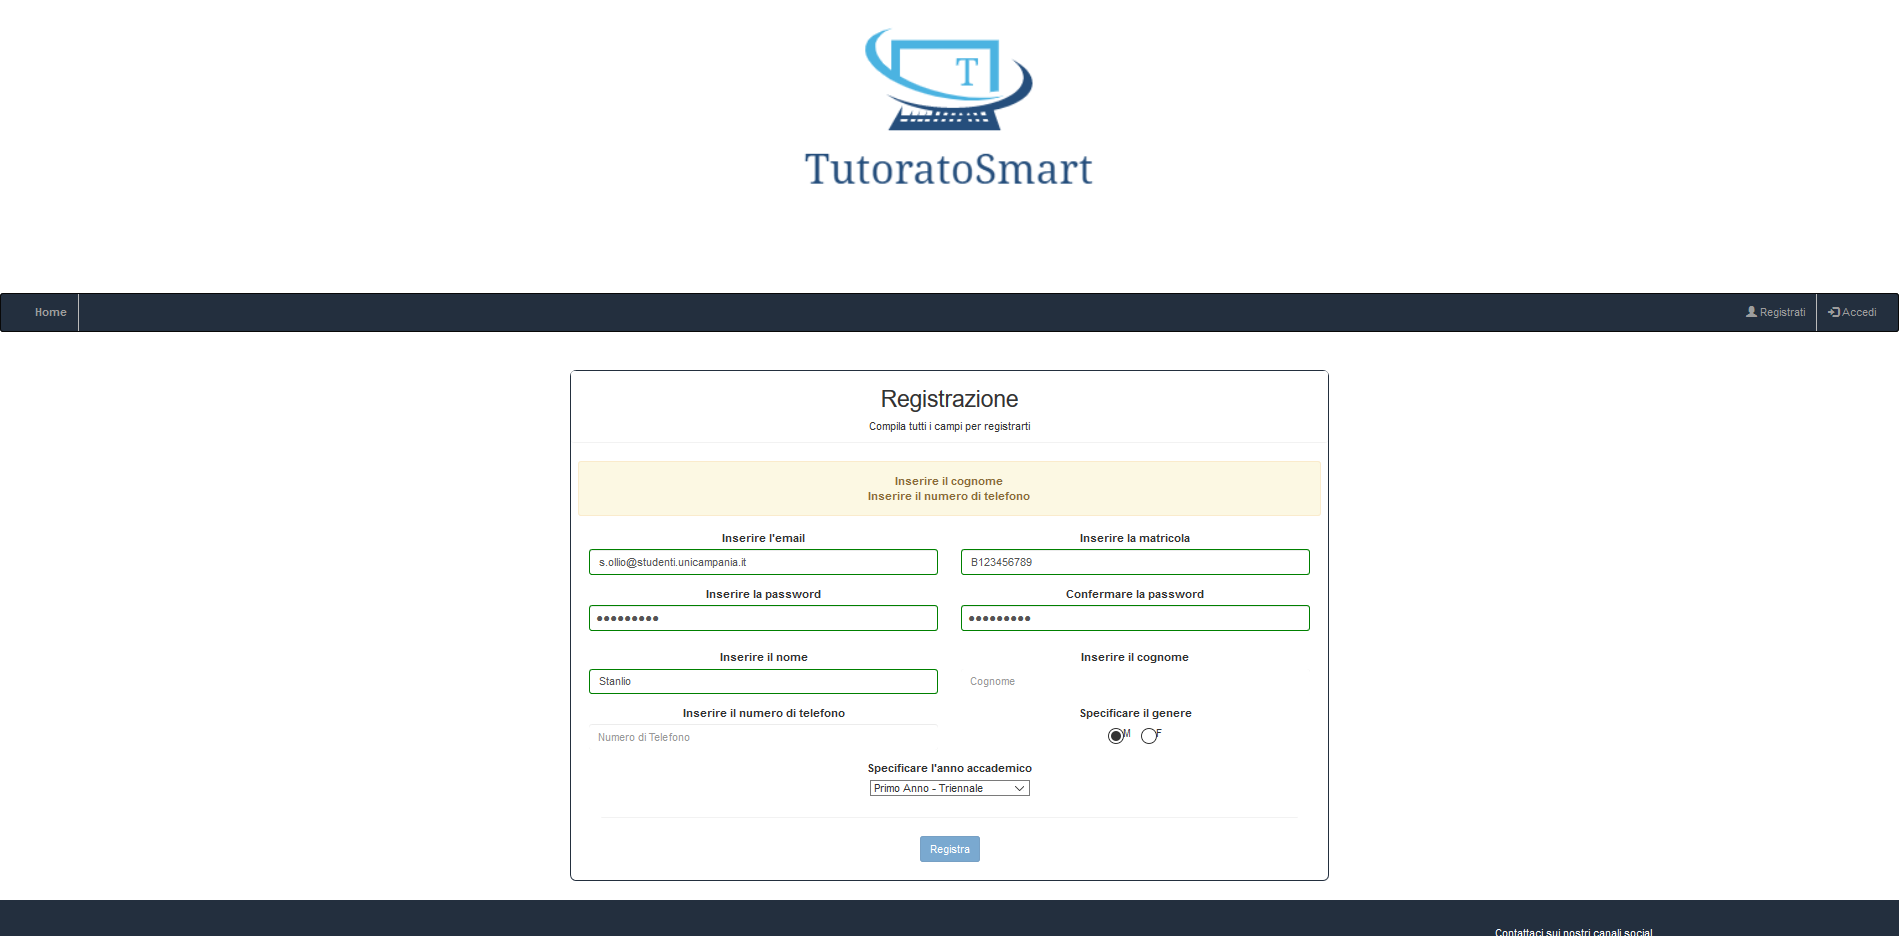 T
TutoratoSmart
Home
Registrati
Accedi
Registrazione
Compila tutti i campi per registrarti
Inserire il cognome
Inserire il numero di telefono
Inserire l'email
Inserire la matricola
s.ollio@studenti.unicampania.it
B123456789
Inserire la password
Confermare la password
●●●●●●●●●
●●●●●●●●●
Inserire il nome
Inserire il cognome
Stanlio
Cognome
Inserire il numero di telefono
Specificare il genere
Numero di Telefono
M F
Specificare l'anno accademico
Primo Anno - Triennale
Registra
Contattaci sui nostri canali social